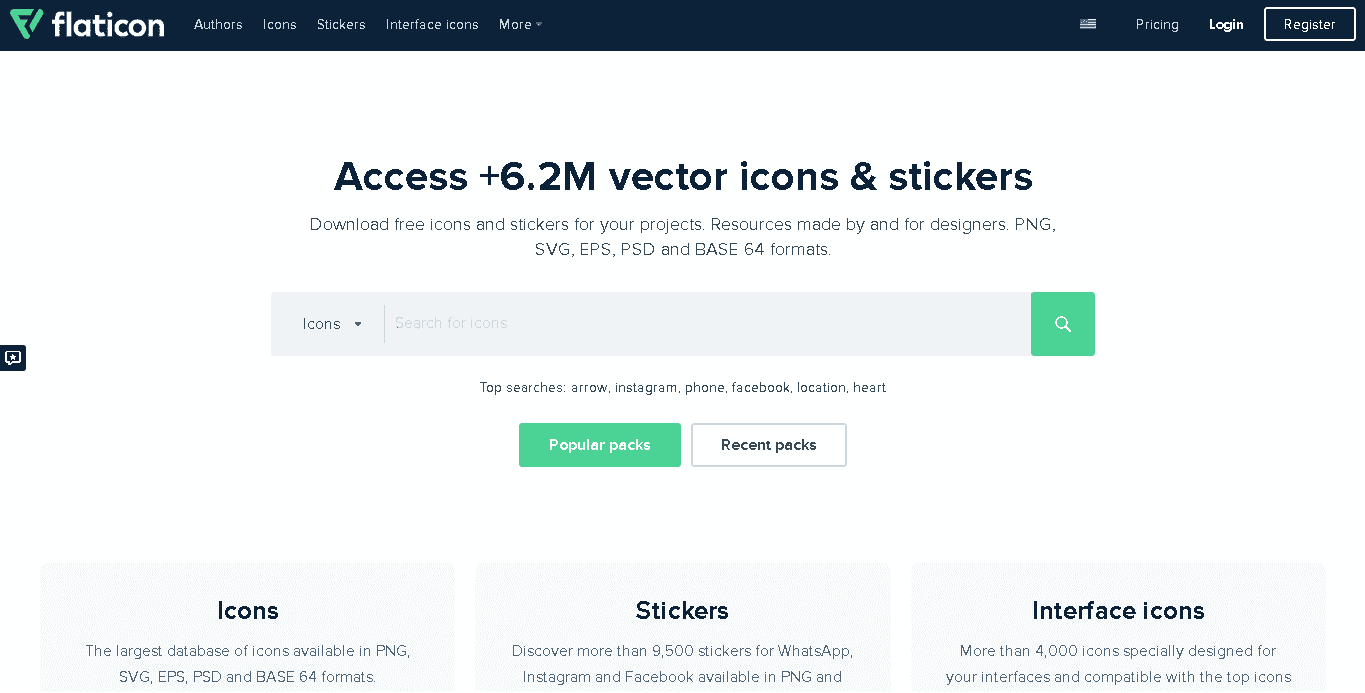 flaticon Authors Icons Stickers Interface icons More Pricing Login Register
Access +6.2M vector icons & stickers
Download free icons and stickers for your projects. Resources made by and for designers. PNG,
SVG, EPS, PSD and BASE 64 formats.
Icons Search for icons
Top searches: arrow, instagram, phone, facebook, location, heart
Popular packs Recent packs
Icons
The largest database of icons available in PNG,
SVG, EPS, PSD and BASE 64 formats.
Stickers
Discover more than 9,500 stickers for WhatsApp,
Instagram and Facebook available in PNG and
Interface icons
More than 4,000 icons specially designed for
your interfaces and compatible with the top icons